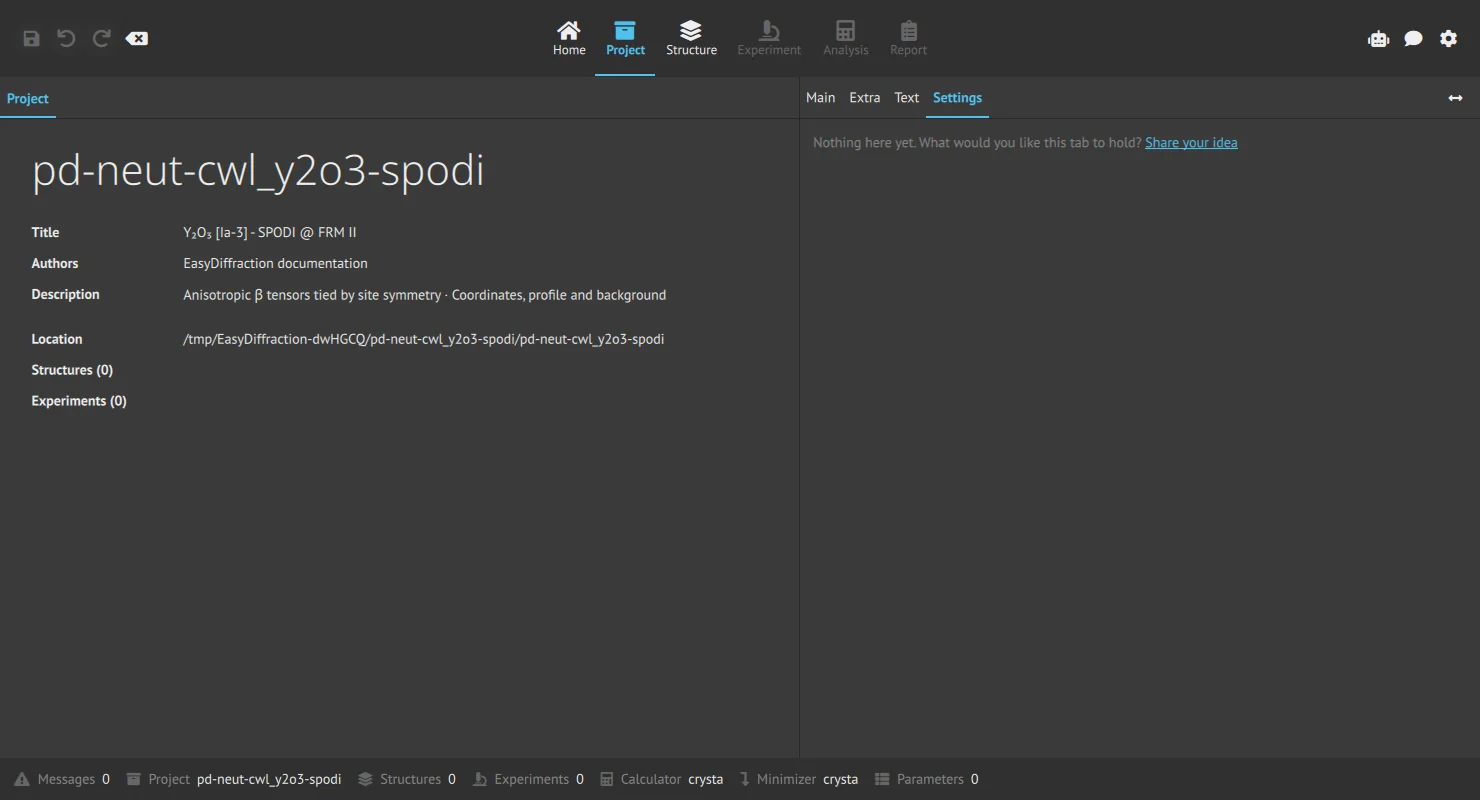 Home Project Structure Experiment Analysis Report
Project
Main Extra Text Settings
Nothing here yet. What would you like this tab to hold? Share your idea
pd-neut-cwl_y2o3-spodi
Title Y₂O₃ [Ia-3] - SPODI @ FRM II
Authors EasyDiffraction documentation
Description Anisotropic β tensors tied by site symmetry · Coordinates, profile and background
Location /tmp/EasyDiffraction-dwHGCQ/pd-neut-cwl_y2o3-spodi/pd-neut-cwl_y2o3-spodi
Structures (0)
Experiments (0)
Messages 0 Project pd-neut-cwl_y2o3-spodi Structures 0 Experiments 0 Calculator crysta Minimizer crysta Parameters 0